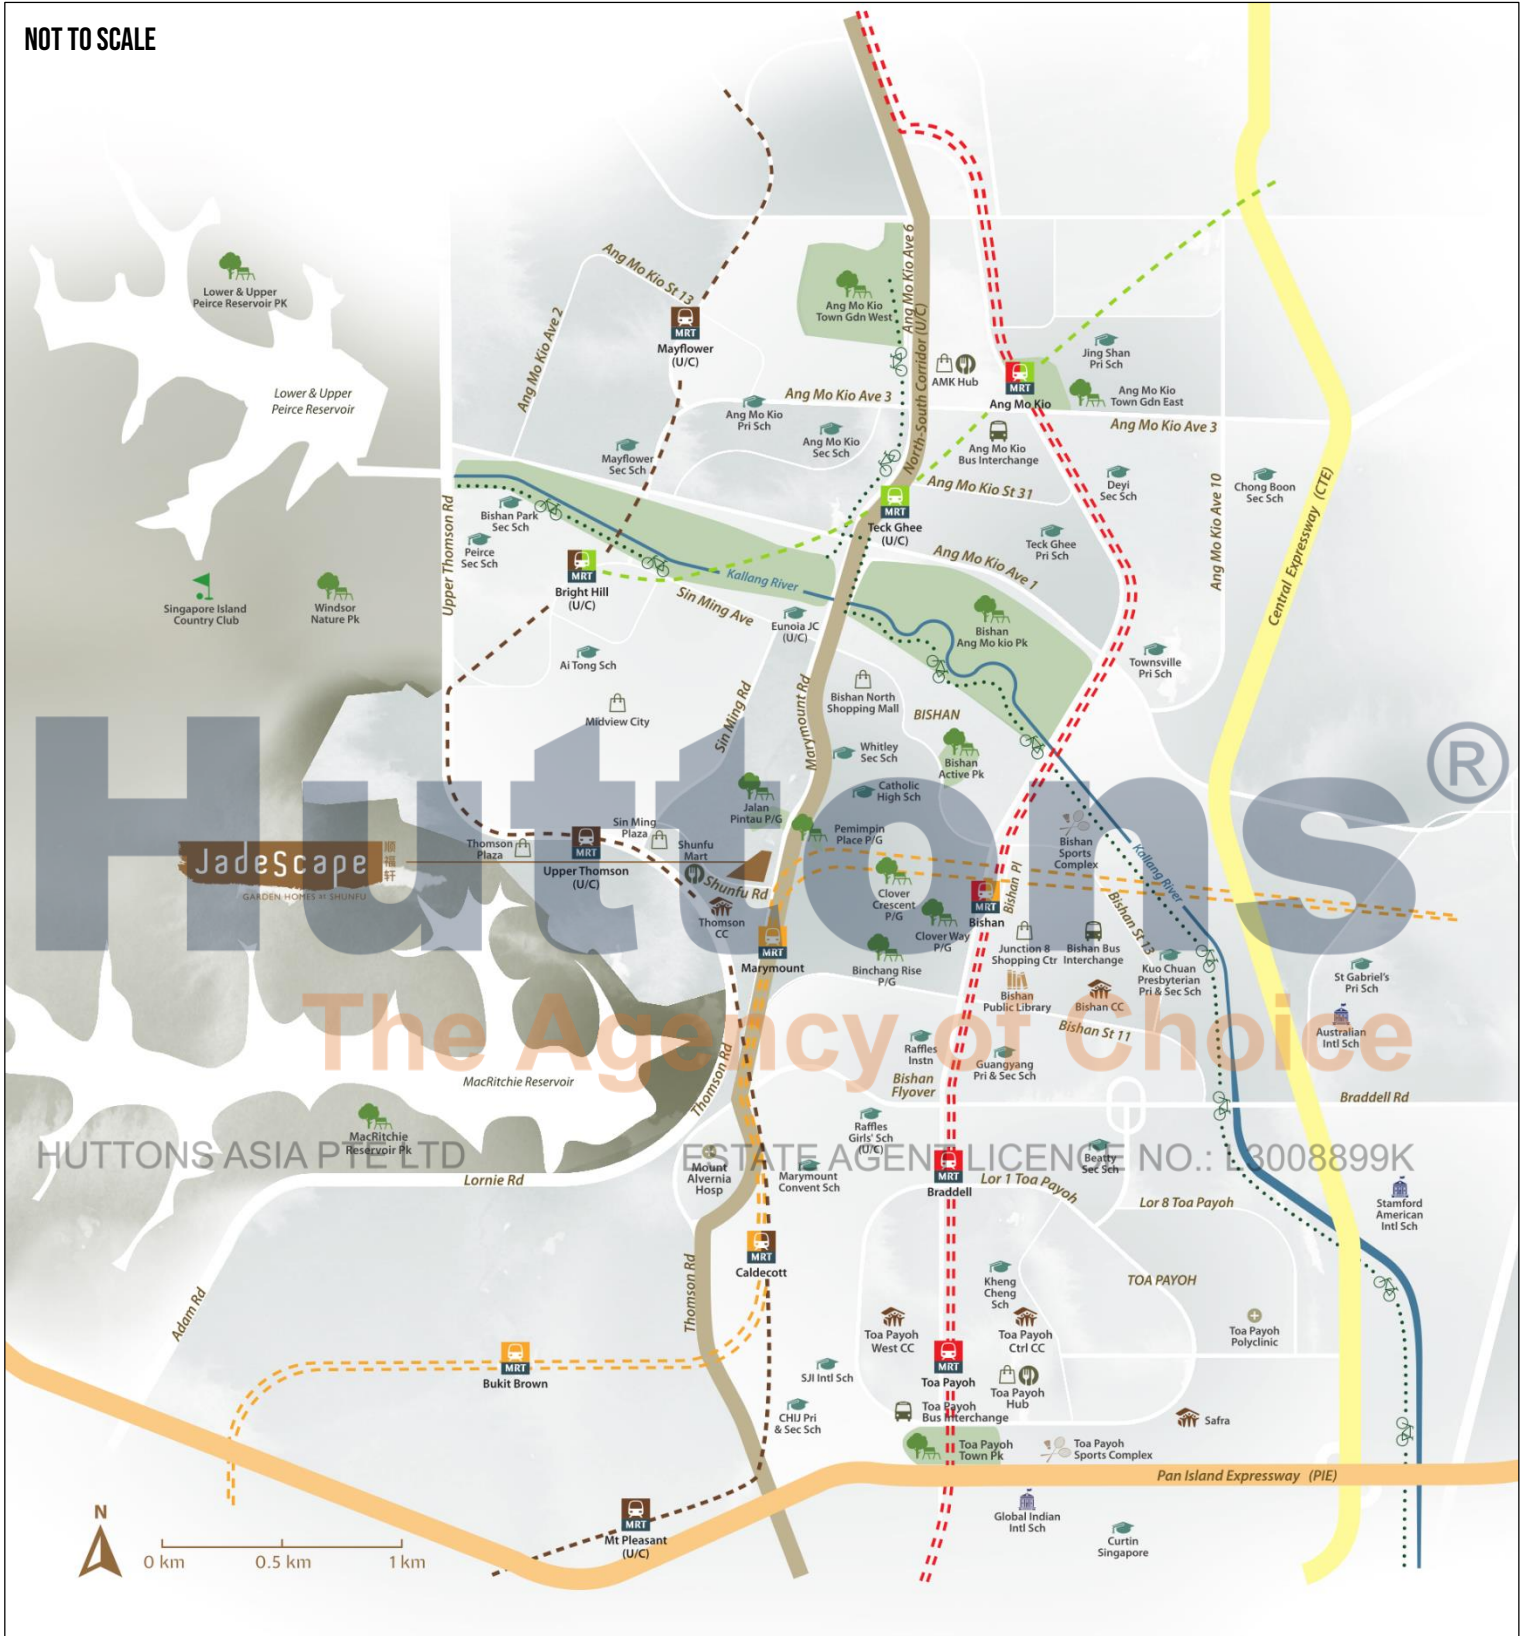 NOT TO SCALE
Lower & Upper
Peirce Reservoir PK
Ang Mo Kio St 13
Ang Mo Kio Ave 2
MRT
Mayflower
(U/C)
Ang Mo Kio
Town Gdn West
Ang Mo Kio Ave 6
North-South Corridor (U/C)
AMK Hub
MRT
Ang Mo Kio
Jing Shan
Pri Sch
Ang Mo Kio
Town Gdn East
Lower & Upper
Peirce Reservoir
Ang Mo Kio Ave 3
Ang Mo Kio Ave 3
Ang Mo Kio
Pri Sch
Ang Mo Kio
Sec Sch
Ang Mo Kio
Bus Interchange
Mayflower
Sec Sch
Ang Mo Kio St 31
Deyi
Sec Sch
Ang Mo Kio Ave 10
Chong Boon
Sec Sch
Central Expressway (CTE)
Upper Thomson Rd
Bishan Park
Sec Sch
Peirce
Sec Sch
MRT
Teck Ghee
(U/C)
Teck Ghee
Pri Sch
Ang Mo Kio Ave 1
MRT
Bright Hill
(U/C)
Kallang River
Sin Ming Ave
Singapore Island
Country Club
Windsor
Nature Pk
Eunoia JC
(U/C)
Bishan
Ang Mo kio Pk
Townsville
Pri Sch
Ai Tong Sch
Midview City
Sin Ming Rd
Marymount Rd
Bishan North
Shopping Mall
BISHAN
Whitley
Sec Sch
Bishan
Active Pk
Huttons®
Jalan
Pintau P/G
Catholic
High Sch
Sin Ming
Plaza
Pemimpin
Place P/G
Bishan
Sports
Complex
Kallang River
JadeScape
順福轩
GARDEN HOMES AT SHUNFU
Thomson
Plaza
MRT
Upper Thomson
(U/C)
Shunfu
Mart
Shunfu Rd
Thomson
CC
Clover
Crescent
P/G
MRT
Bishan
Bishan Pl
Bishan St 13
Clover Way
P/G
MRT
Marymount
Binchang Rise
P/G
Junction 8
Shopping Ctr
Bishan Bus
Interchange
Kuo Chuan
Presbyterian
Pri & Sec Sch
St Gabriel's
Pri Sch
Bishan
Public Library
Bishan CC
The Agency of Choice
Bishan St 11
Australian
Intl Sch
Raffles
Instn
Guangyang
Pri & Sec Sch
MacRitchie Reservoir
Thomson Rd
Bishan
Flyover
Braddell Rd
MacRitchie
Reservoir Pk
Raffles
Girls' Sch
(U/C)
HUTTONS ASIA PTE LTD
ESTATE AGENT LICENCE NO.: L3008899K
Lornie Rd
Mount
Alvernia
Hosp
Marymount
Convent Sch
MRT
Braddell
Lor 1 Toa Payoh
Beatty
Sec Sch
Lor 8 Toa Payoh
Stamford
American
Intl Sch
MRT
Caldecott
Adam Rd
Thomson Rd
Kheng
Cheng
Sch
TOA PAYOH
Toa Payoh
West CC
Toa Payoh
Ctrl CC
Toa Payoh
Polyclinic
MRT
Bukit Brown
SJI Intl Sch
MRT
Toa Payoh
Toa Payoh
Hub
CHIJ Pri
& Sec Sch
Toa Payoh
Bus Interchange
Safra
Toa Payoh
Town Pk
Toa Payoh
Sports Complex
Pan Island Expressway (PIE)
Global Indian
Intl Sch
Curtin
Singapore
MRT
Mt Pleasant
(U/C)
N
0 km
0.5 km
1 km